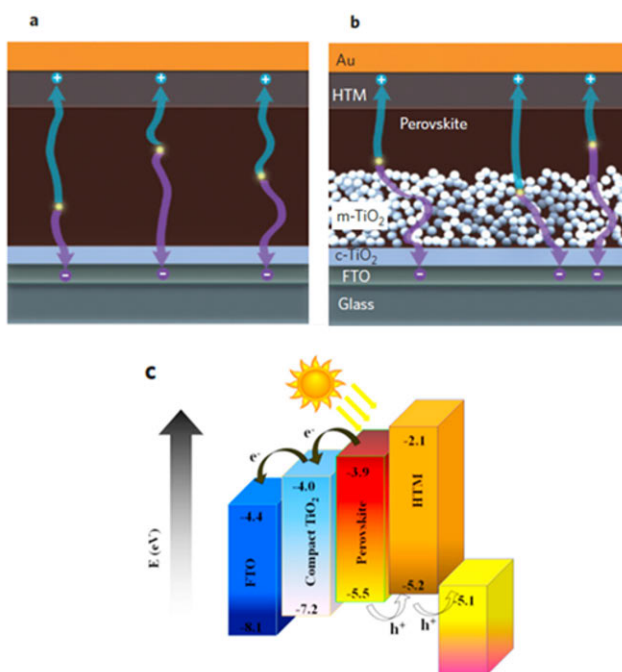 a
b
Au
HTM
Perovskite
m-TiO₂
c-TiO₂
FTO
Glass
+
+
+
+
+
+
−
−
−
−
−
−
c
E (eV)
e-
e-
-4.4
FTO
-8.1
-4.0
Compact TiO₂
-7.2
-3.9
Perovskite
-5.5
-2.1
HTM
-5.2
-5.1
h+
h+